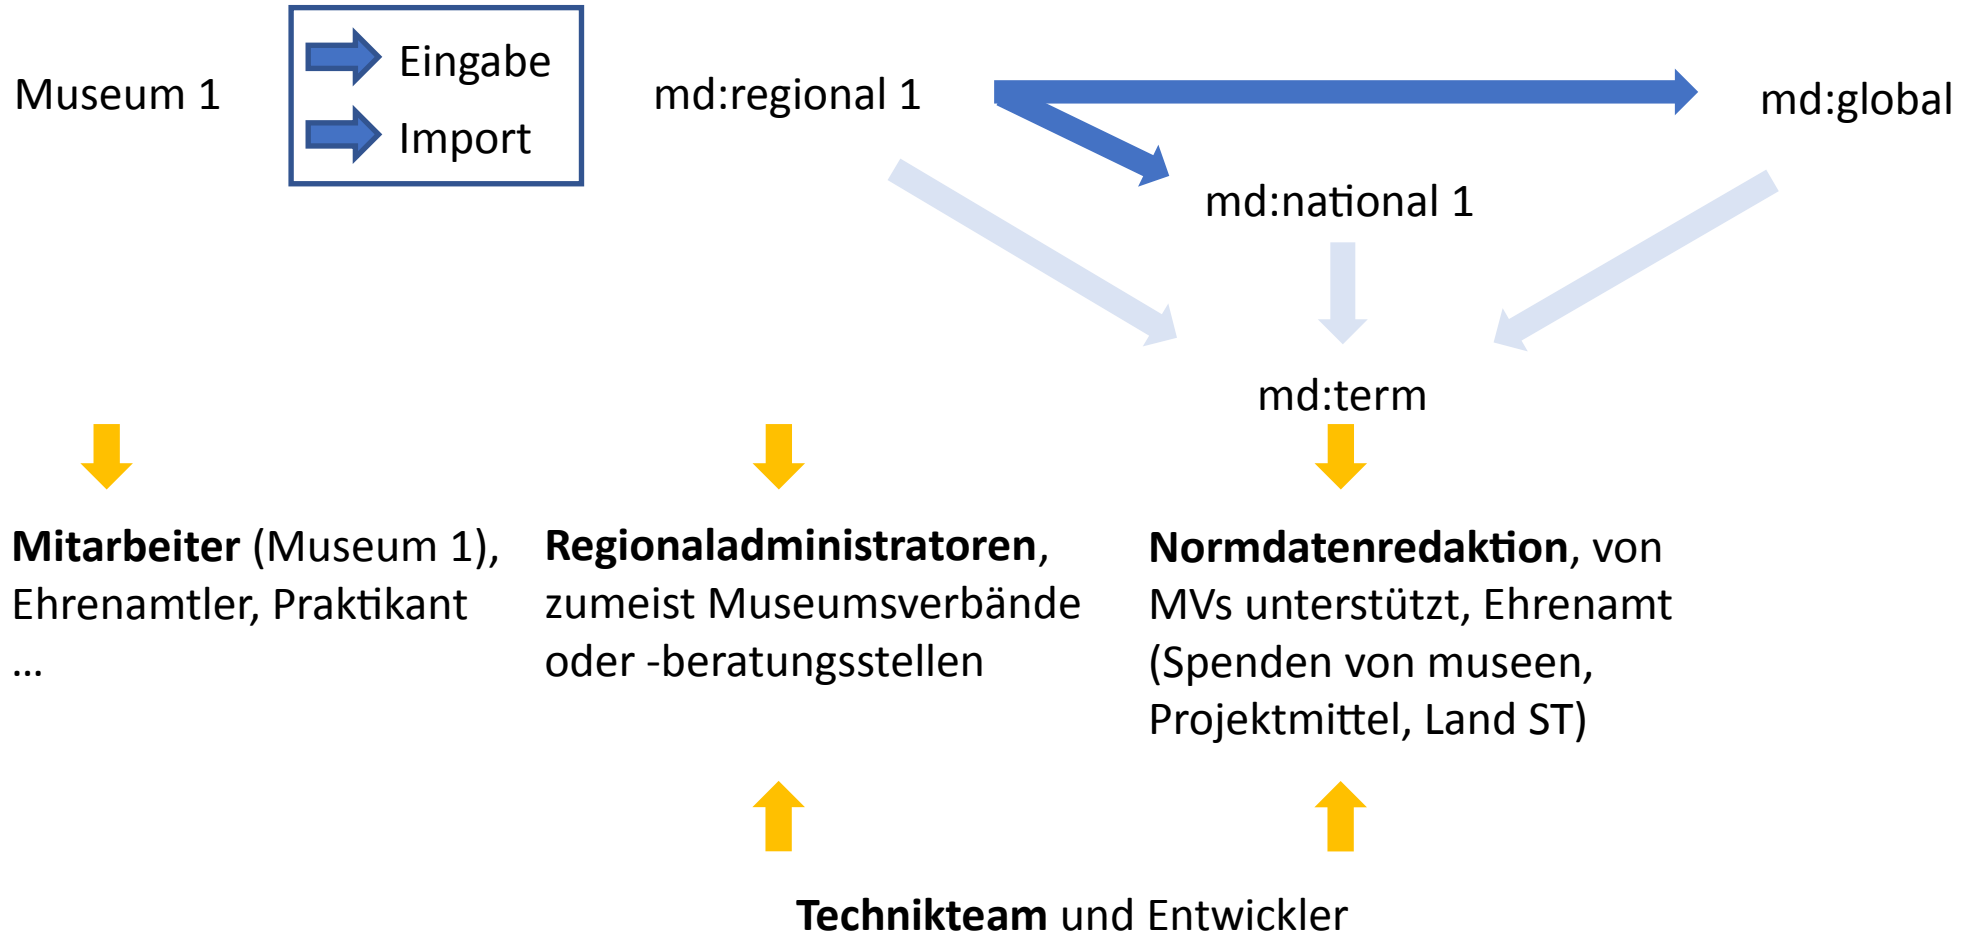 Museum 1
Eingabe
Import
md:regional 1
md:global
md:national 1
md:term
Mitarbeiter (Museum 1),
Ehrenamtler, Praktikant
...
Regionaladministratoren,
zumeist Museumsverbände
oder -beratungsstellen
Normdatenredaktion, von
MVs unterstützt, Ehrenamt
(Spenden von museen,
Projektmittel, Land ST)
Technikteam und Entwickler